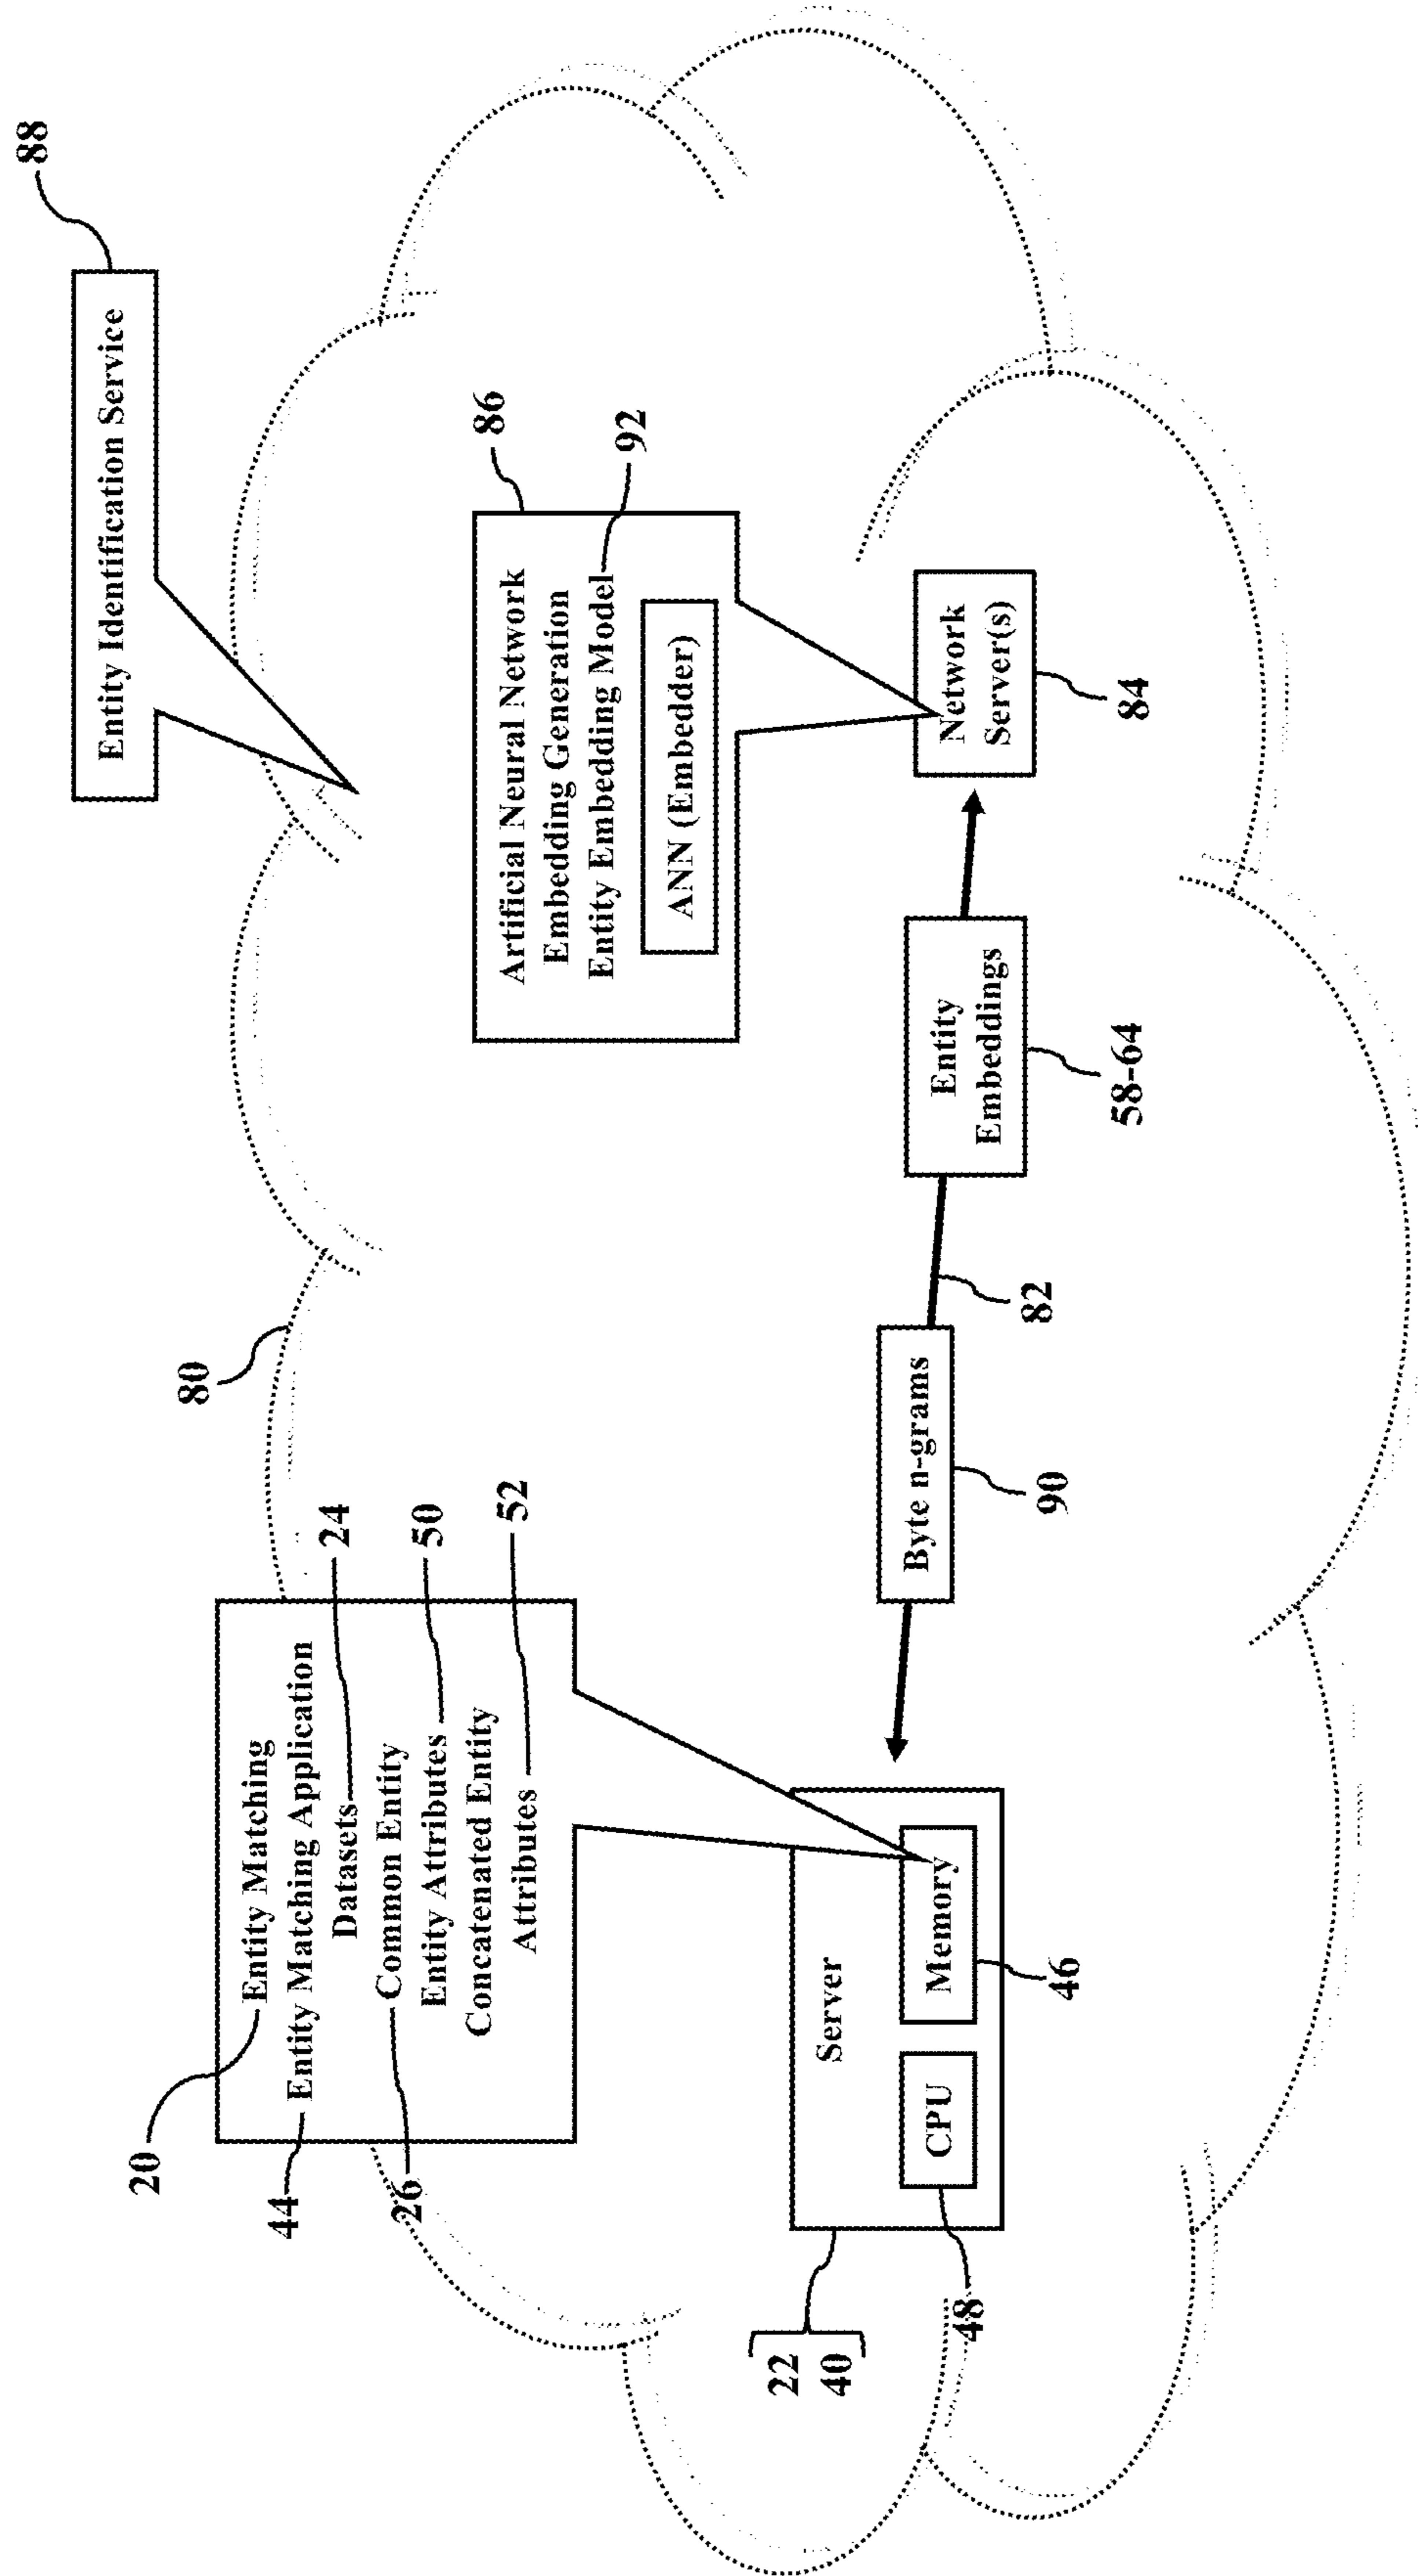 88
Entity Identification Service
80
20
Entity Matching
44
Entity Matching Application
Datasets
24
26
Common Entity
Entity Attributes
50
Concatenated Entity
Attributes
52
86
Artificial Neural Network
Embedding Generation
Entity Embedding Model
92
ANN (Embedder)
22
40
Server
CPU
48
Memory
46
Byte n-grams
90
82
Entity
Embeddings
58-64
Network
Server(s)
84